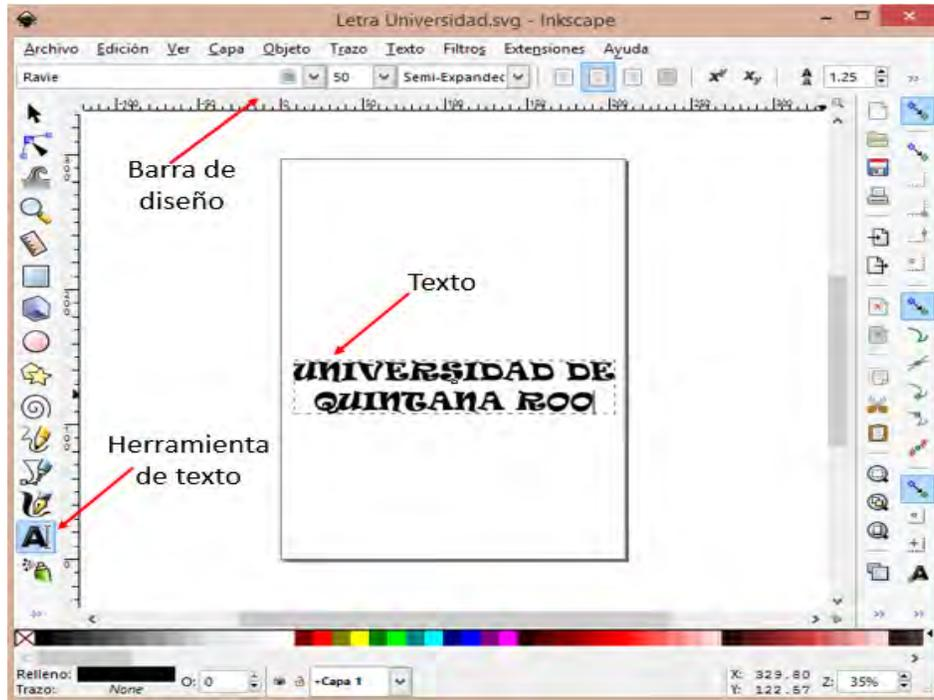 Letra Universidad.svg - Inkscape
Archivo Edición Ver Capa Objeto Trazo Texto Filtros Extensiones Ayuda
Ravie 50 Semi-Expandec 1.25
Barra de
diseño
Texto
UNIVERSIDAD DE
QUINTANA ROO
Herramienta
de texto
Relleno: O: 0 -Capa 1 X: 329.80 Z: 35%
Trazo: None Y: 122.57